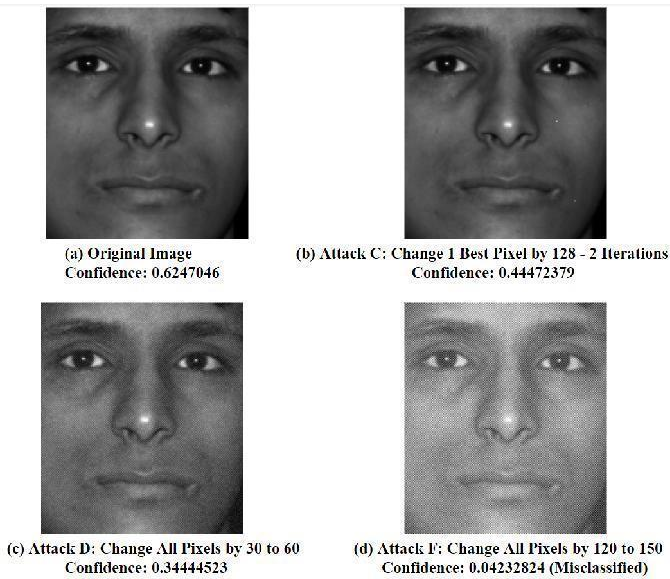 (a) Original Image
Confidence: 0.6247046
(b) Attack C: Change 1 Best Pixel by 128 - 2 Iterations
Confidence: 0.44472379
(c) Attack D: Change All Pixels by 30 to 60
Confidence: 0.34444523
(d) Attack F: Change All Pixels by 120 to 150
Confidence: 0.04232824 (Misclassified)